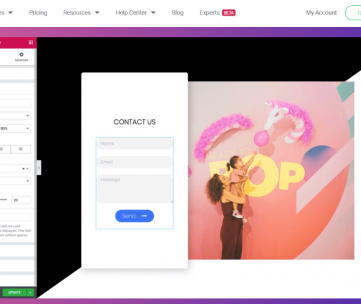 Pricing
Resources
Help Center
Blog
Experts BETA
My Account
Advanced
CONTACT US
Name
Email
Message
Send
POP
UPDATE